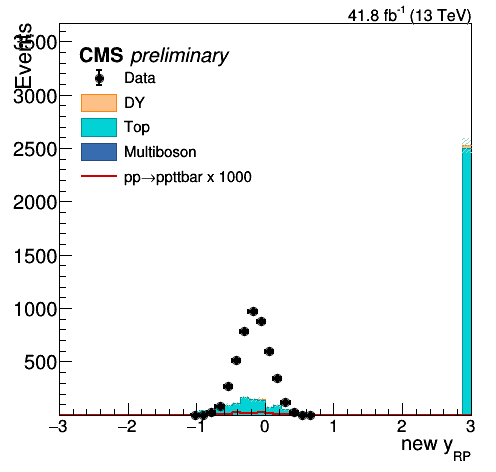 41.8 fb⁻¹ (13 TeV)
Events
CMS preliminary
Data
DY
Top
Multiboson
pp→ppttbar x 1000
3500
3000
2500
2000
1500
1000
500
−3 −2 −1 0 1 2 3
new y_RP